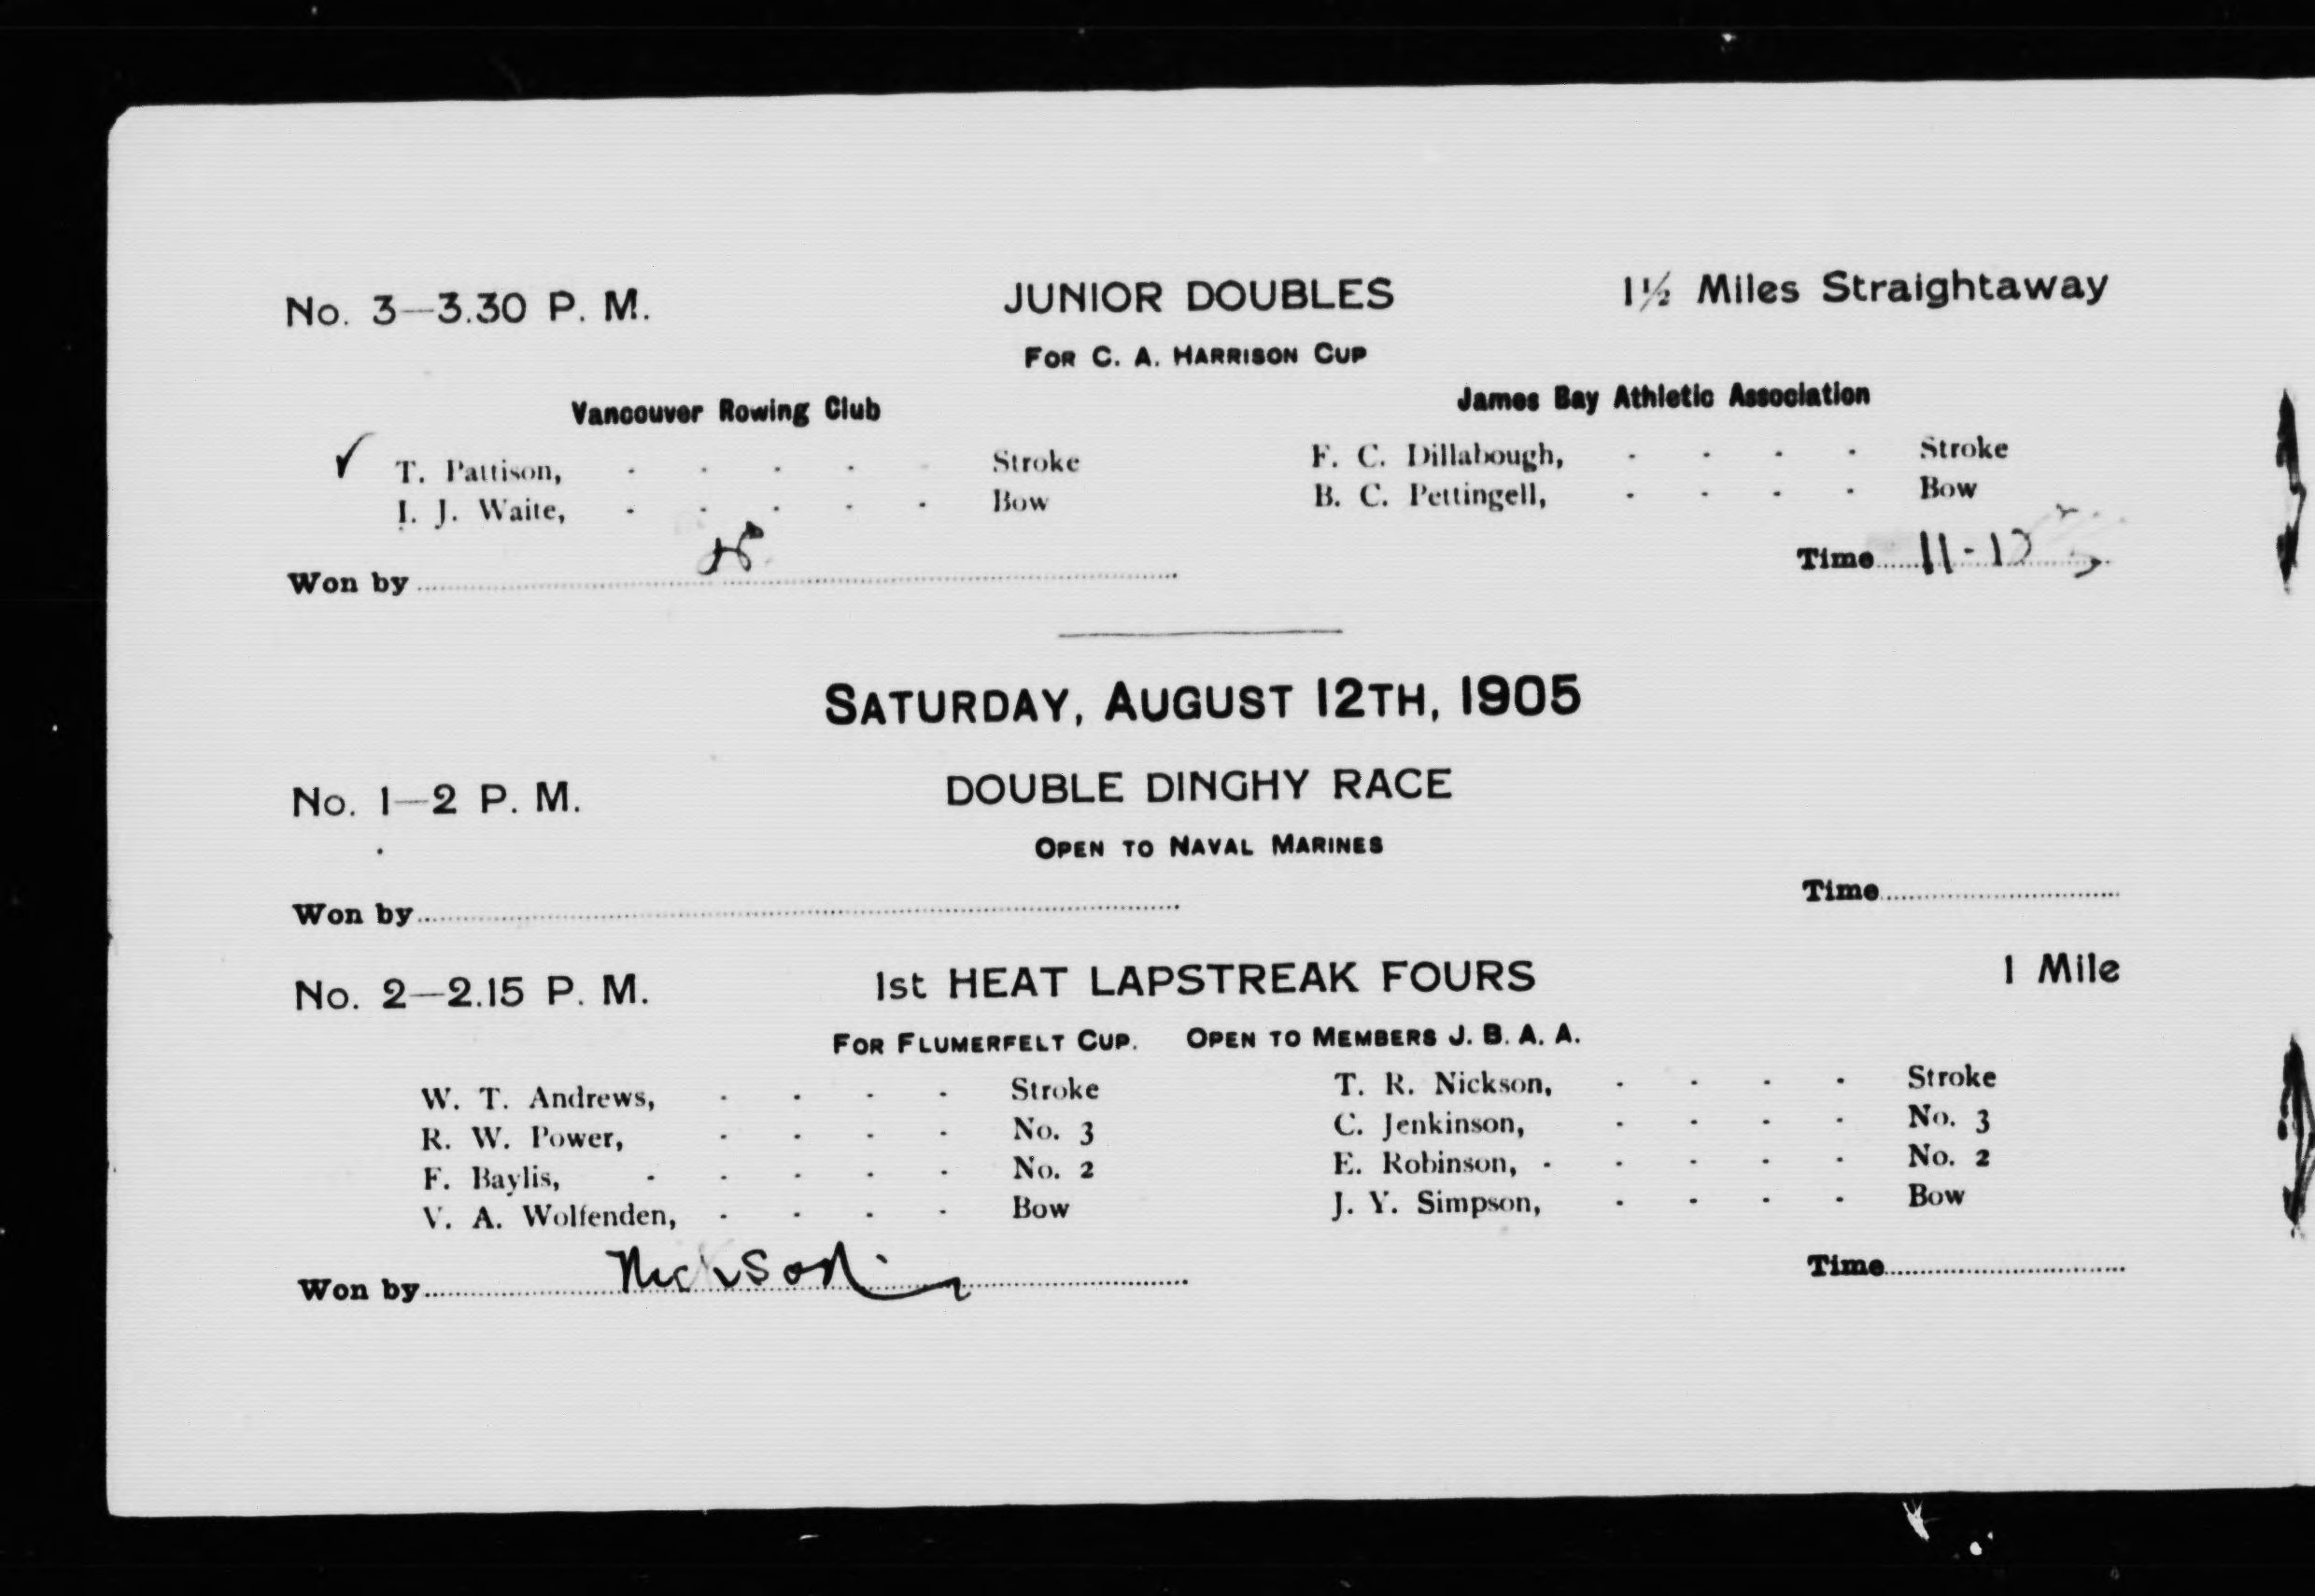 No. 3—3.30 P. M. JUNIOR DOUBLES 1½ Miles Straightaway
FOR C. A. HARRISON CUP
Vancouver Rowing Club James Bay Athletic Association
✓ T. Pattison, - - - - - Stroke F. C. Dillabough, - - - - Stroke
I. J. Waite, - - - - - Bow B. C. Pettingell, - - - - Bow
Won by Time 11-
SATURDAY, AUGUST 12TH, 1905
No. 1—2 P. M. DOUBLE DINGHY RACE
OPEN TO NAVAL MARINES
Won by Time
No. 2—2.15 P. M. 1st HEAT LAPSTREAK FOURS 1 Mile
FOR FLUMERFELT CUP. OPEN TO MEMBERS J. B. A. A.
W. T. Andrews, - - - - Stroke T. R. Nickson, - - - - Stroke
R. W. Power, - - - - No. 3 C. Jenkinson, - - - - No. 3
F. Baylis, - - - - - No. 2 E. Robinson, - - - - - No. 2
V. A. Wolfenden, - - - - Bow J. Y. Simpson, - - - - Bow
Won by Nickson Time